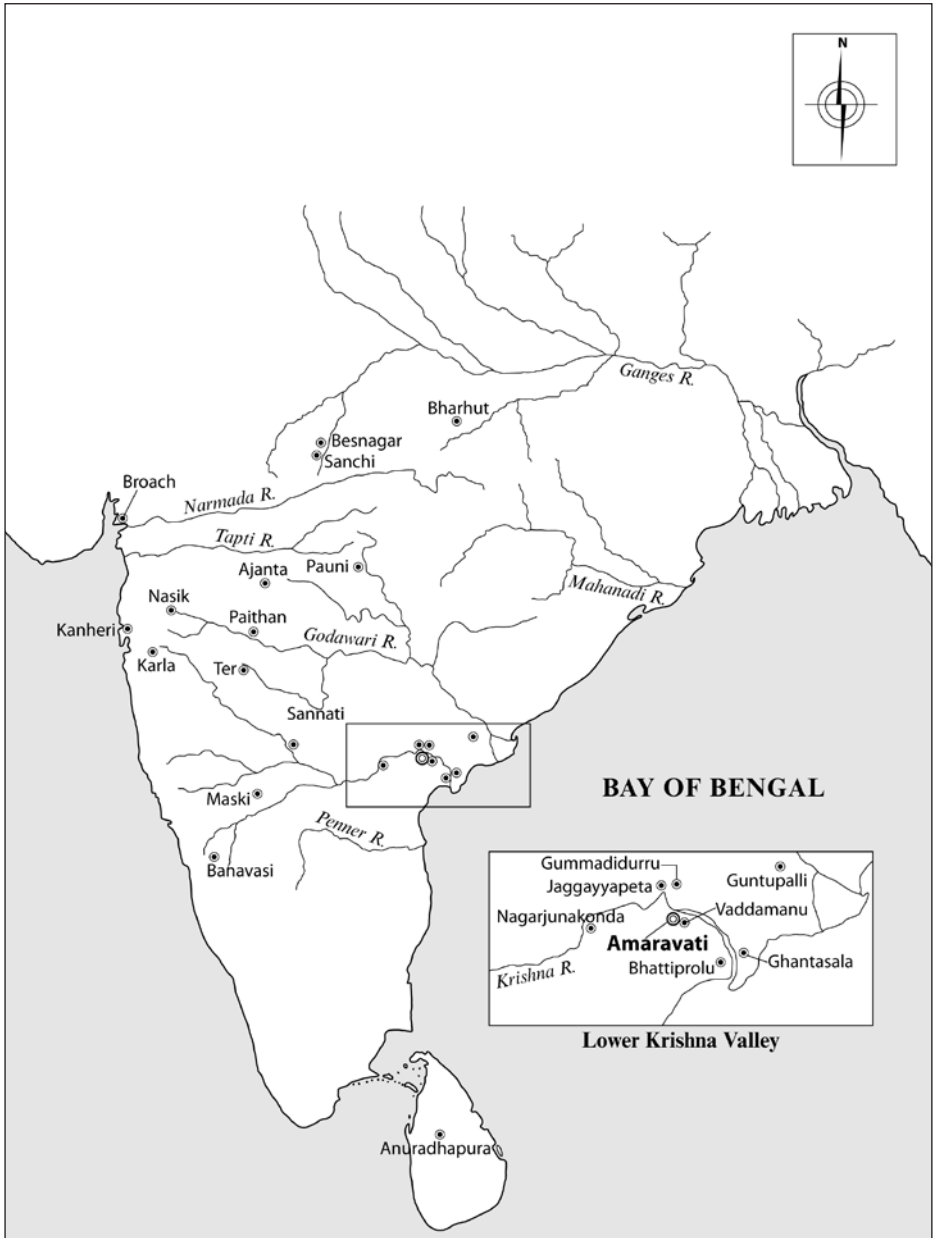 N
Ganges R.
Bharhut
Besnagar
Sanchi
Broach
Narmada R.
Tapti R.
Ajanta
Pauni
Mahanadi R.
Nasik
Paithan
Kanheri
Godawari R.
Karla
Ter
Sannati
BAY OF BENGAL
Maski
Penner R.
Banavasi
Gummadidurru
Jaggayyapeta
Guntupalli
Nagarjunakonda
Vaddamanu
Amaravati
Bhattiprolu
Ghantasala
Krishna R.
Lower Krishna Valley
Anuradhapura